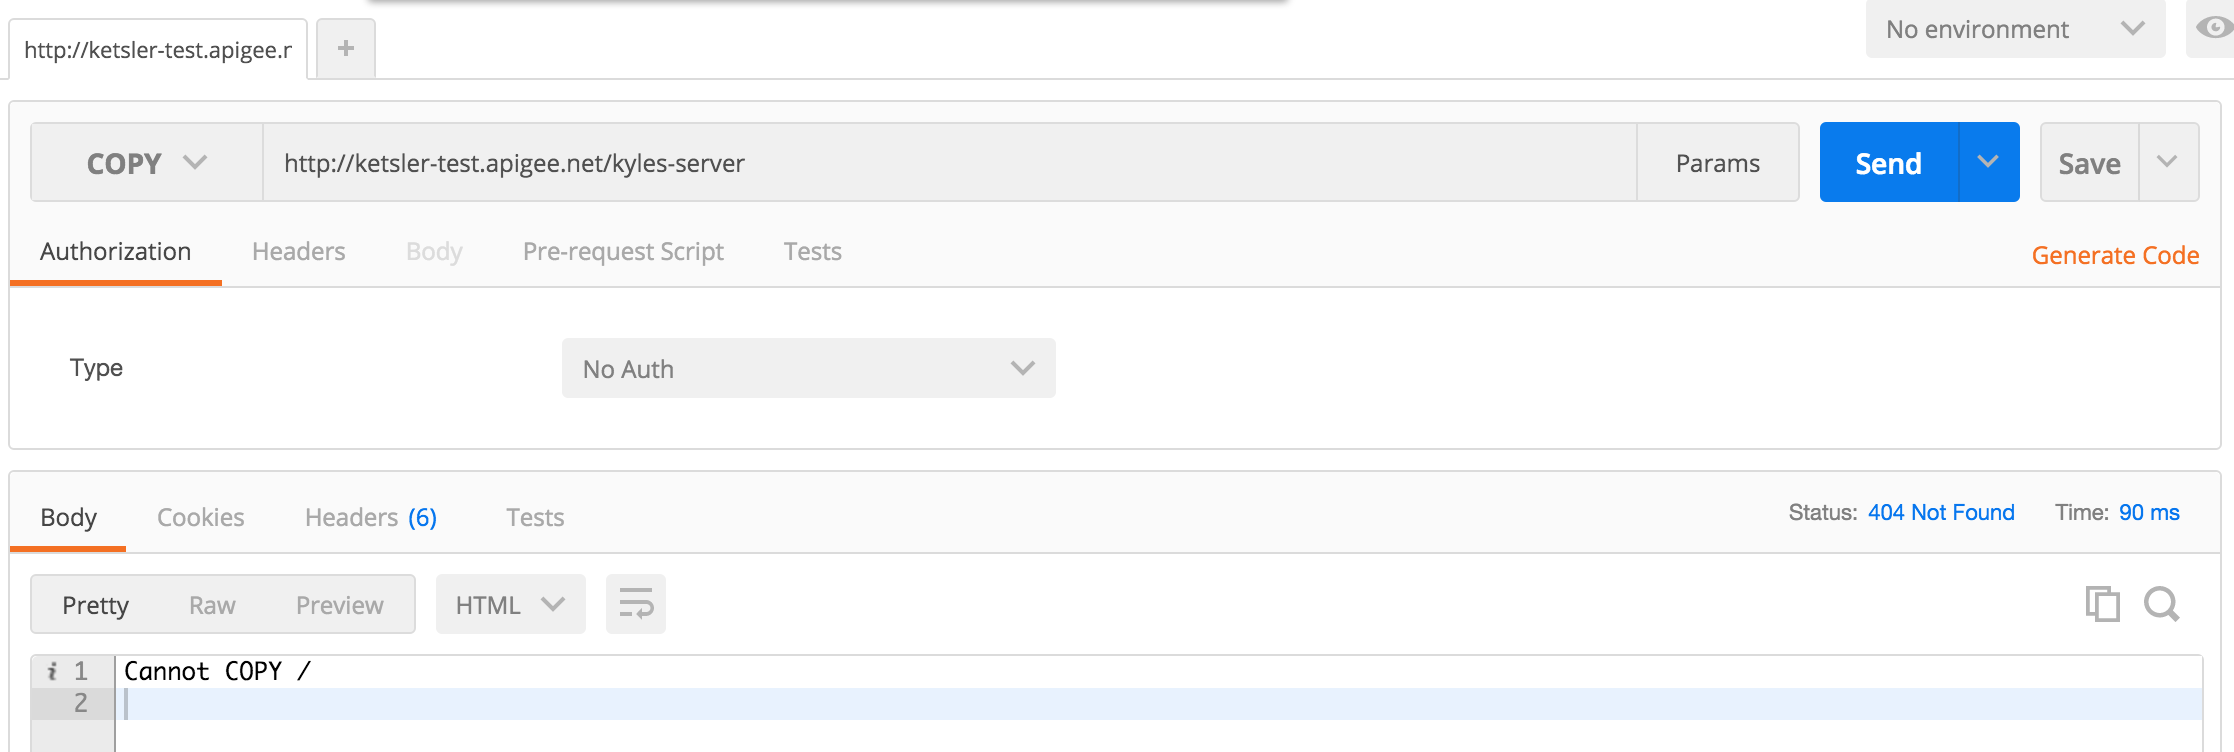 No environment
http://ketsler-test.apigee.r
+
COPY http://ketsler-test.apigee.net/kyles-server Params Send Save
Authorization Headers Body Pre-request Script Tests Generate Code
Type No Auth
Body Cookies Headers (6) Tests Status: 404 Not Found Time: 90 ms
Pretty Raw Preview HTML
i 1 Cannot COPY /
2